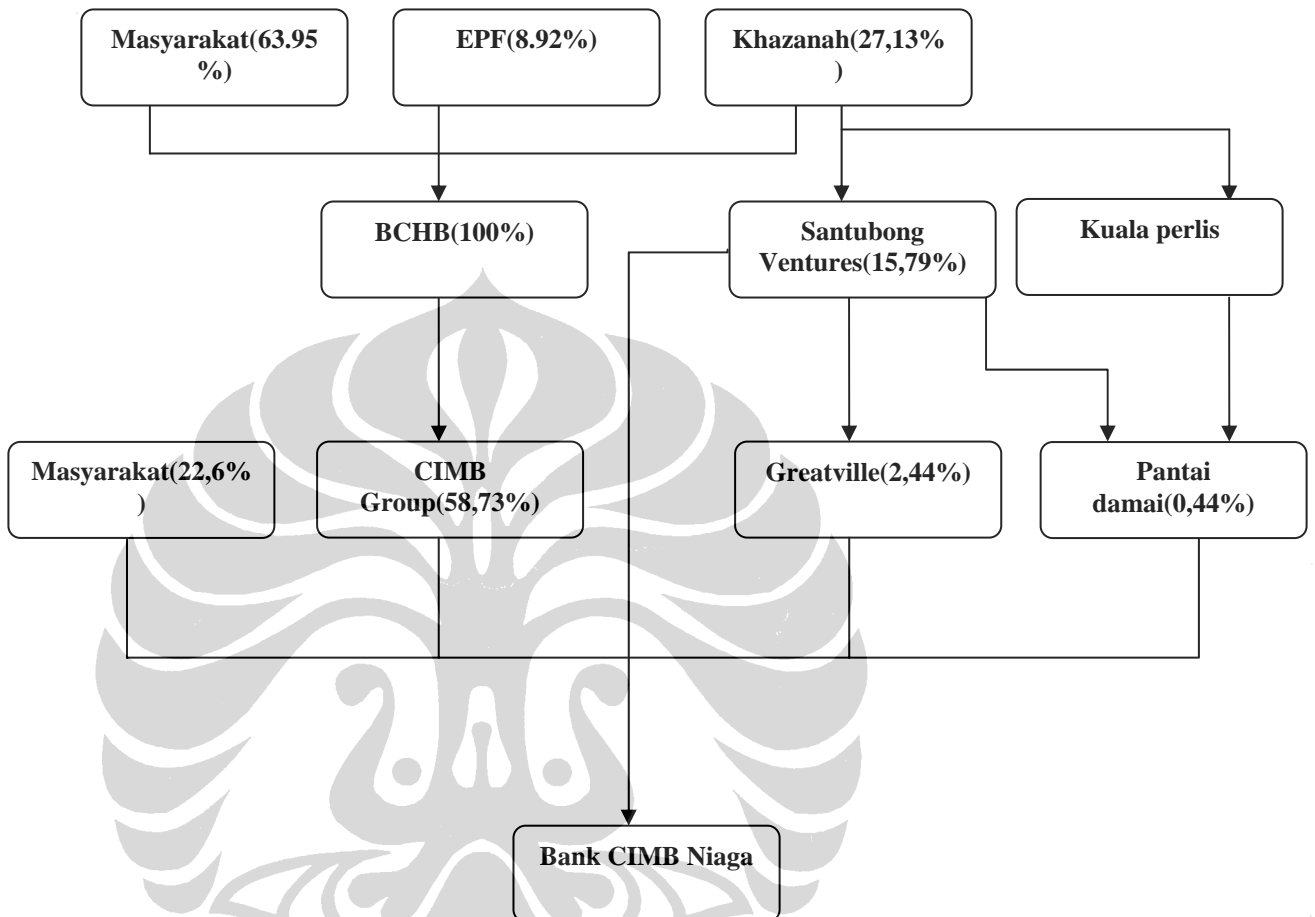 Masyarakat(63.95
%)
EPF(8.92%)
Khazanah(27,13%
)
BCHB(100%)
Santubong
Ventures(15,79%)
Kuala perlis
Masyarakat(22,6%
)
CIMB
Group(58,73%)
Greatville(2,44%)
Pantai
damai(0,44%)
Bank CIMB Niaga